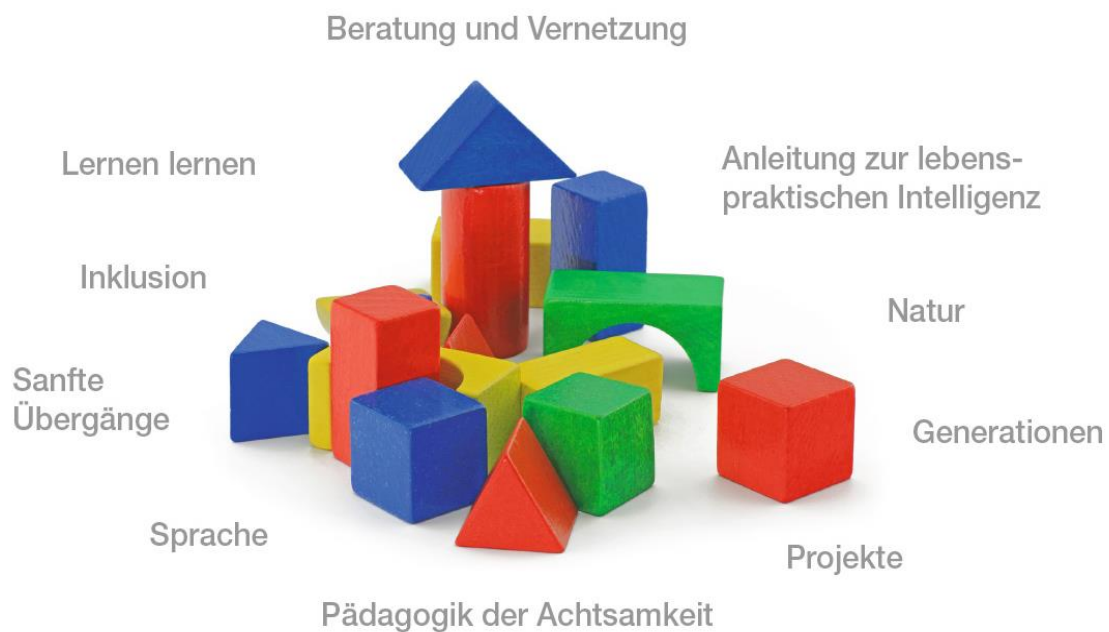 Beratung und Vernetzung
Lernen lernen
Anleitung zur lebens-
praktischen Intelligenz
Inklusion
Natur
Sanfte
Übergänge
Generationen
Sprache
Projekte
Pädagogik der Achtsamkeit